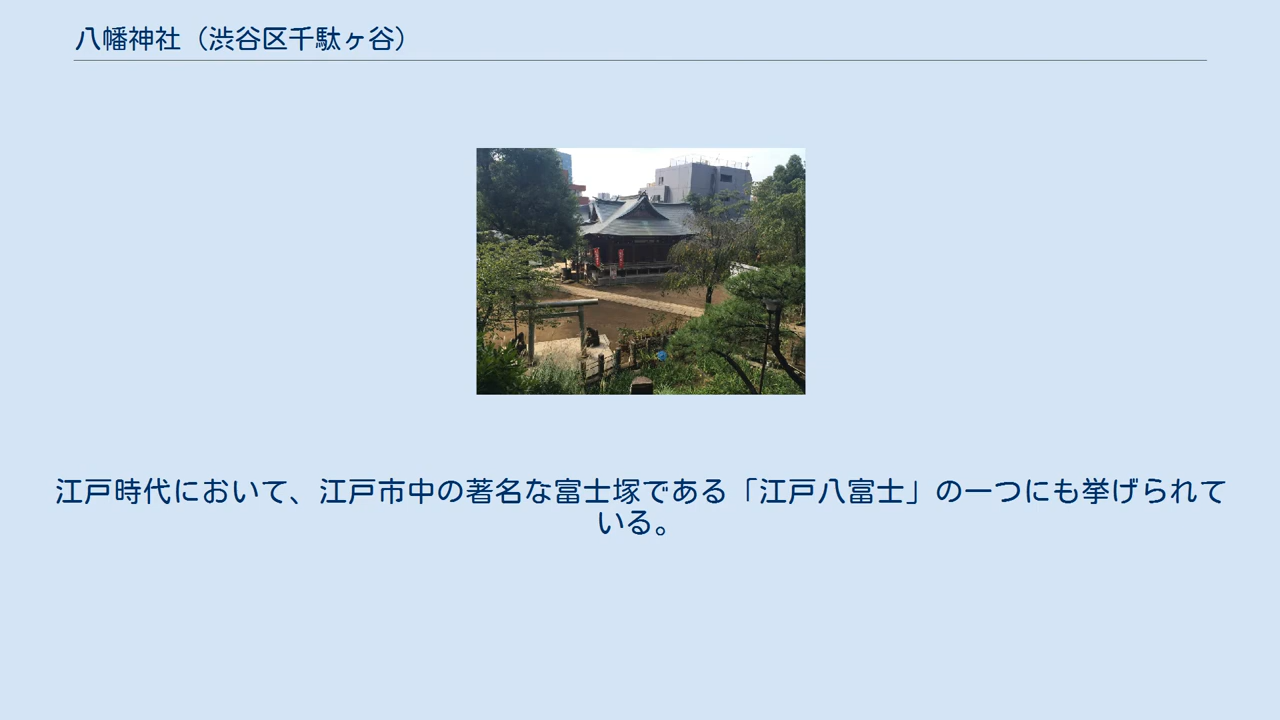 八幡神社（渋谷区千駄ヶ谷）
江戸時代において、江戸市中の著名な富士塚である「江戸八富士」の一つにも挙げられて
いる。